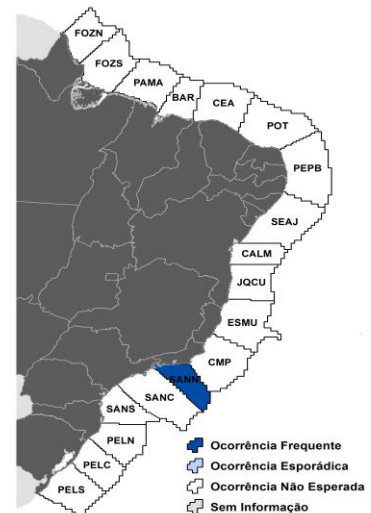 FOZN
FOZS
PAMA
BAR
CEA
POT
PEPB
SEAJ
CALM
JQCU
ESMU
CMP
SANN
SANC
SANS
PELN
PELC
PELS
Ocorrência Frequente
Ocorrência Esporádica
Ocorrência Não Esperada
Sem Informação